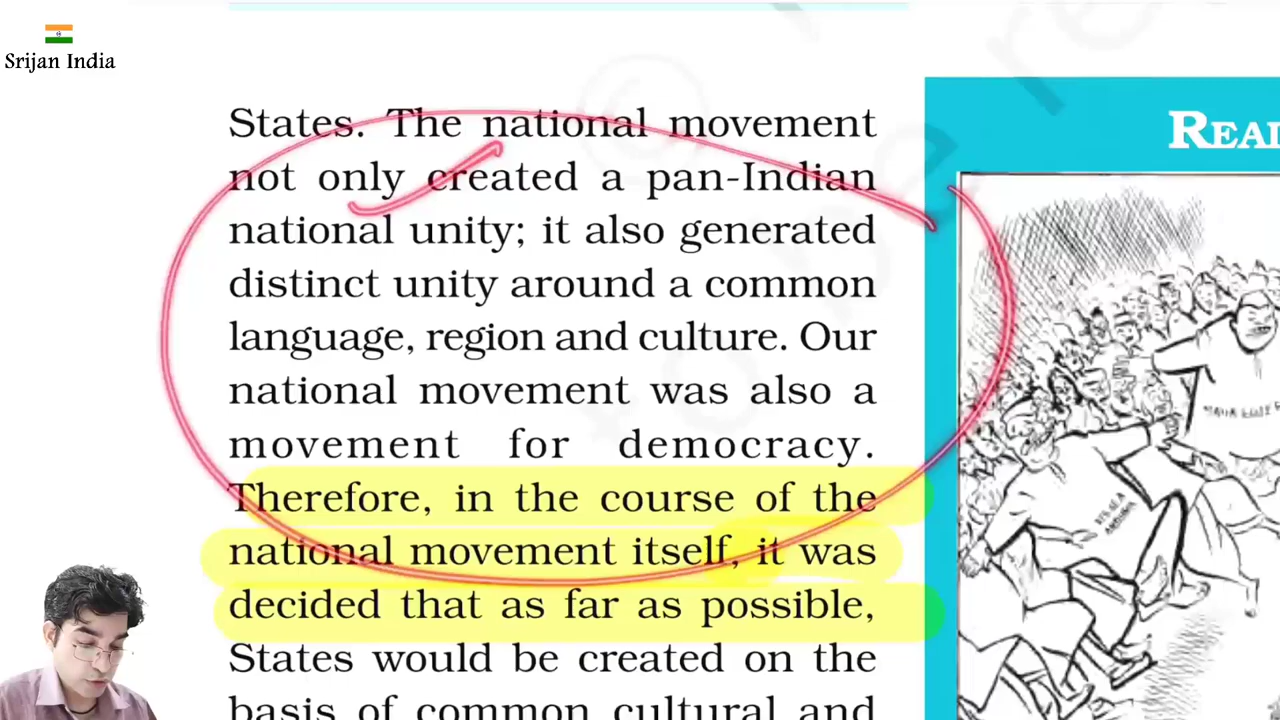 Srijan India
States. The national movement
not only created a pan-Indian
national unity; it also generated
distinct unity around a common
language, region and culture. Our
national movement was also a
movement for democracy.
Therefore, in the course of the
national movement itself, it was
decided that as far as possible,
States would be created on the
basis of common cultural and
REA